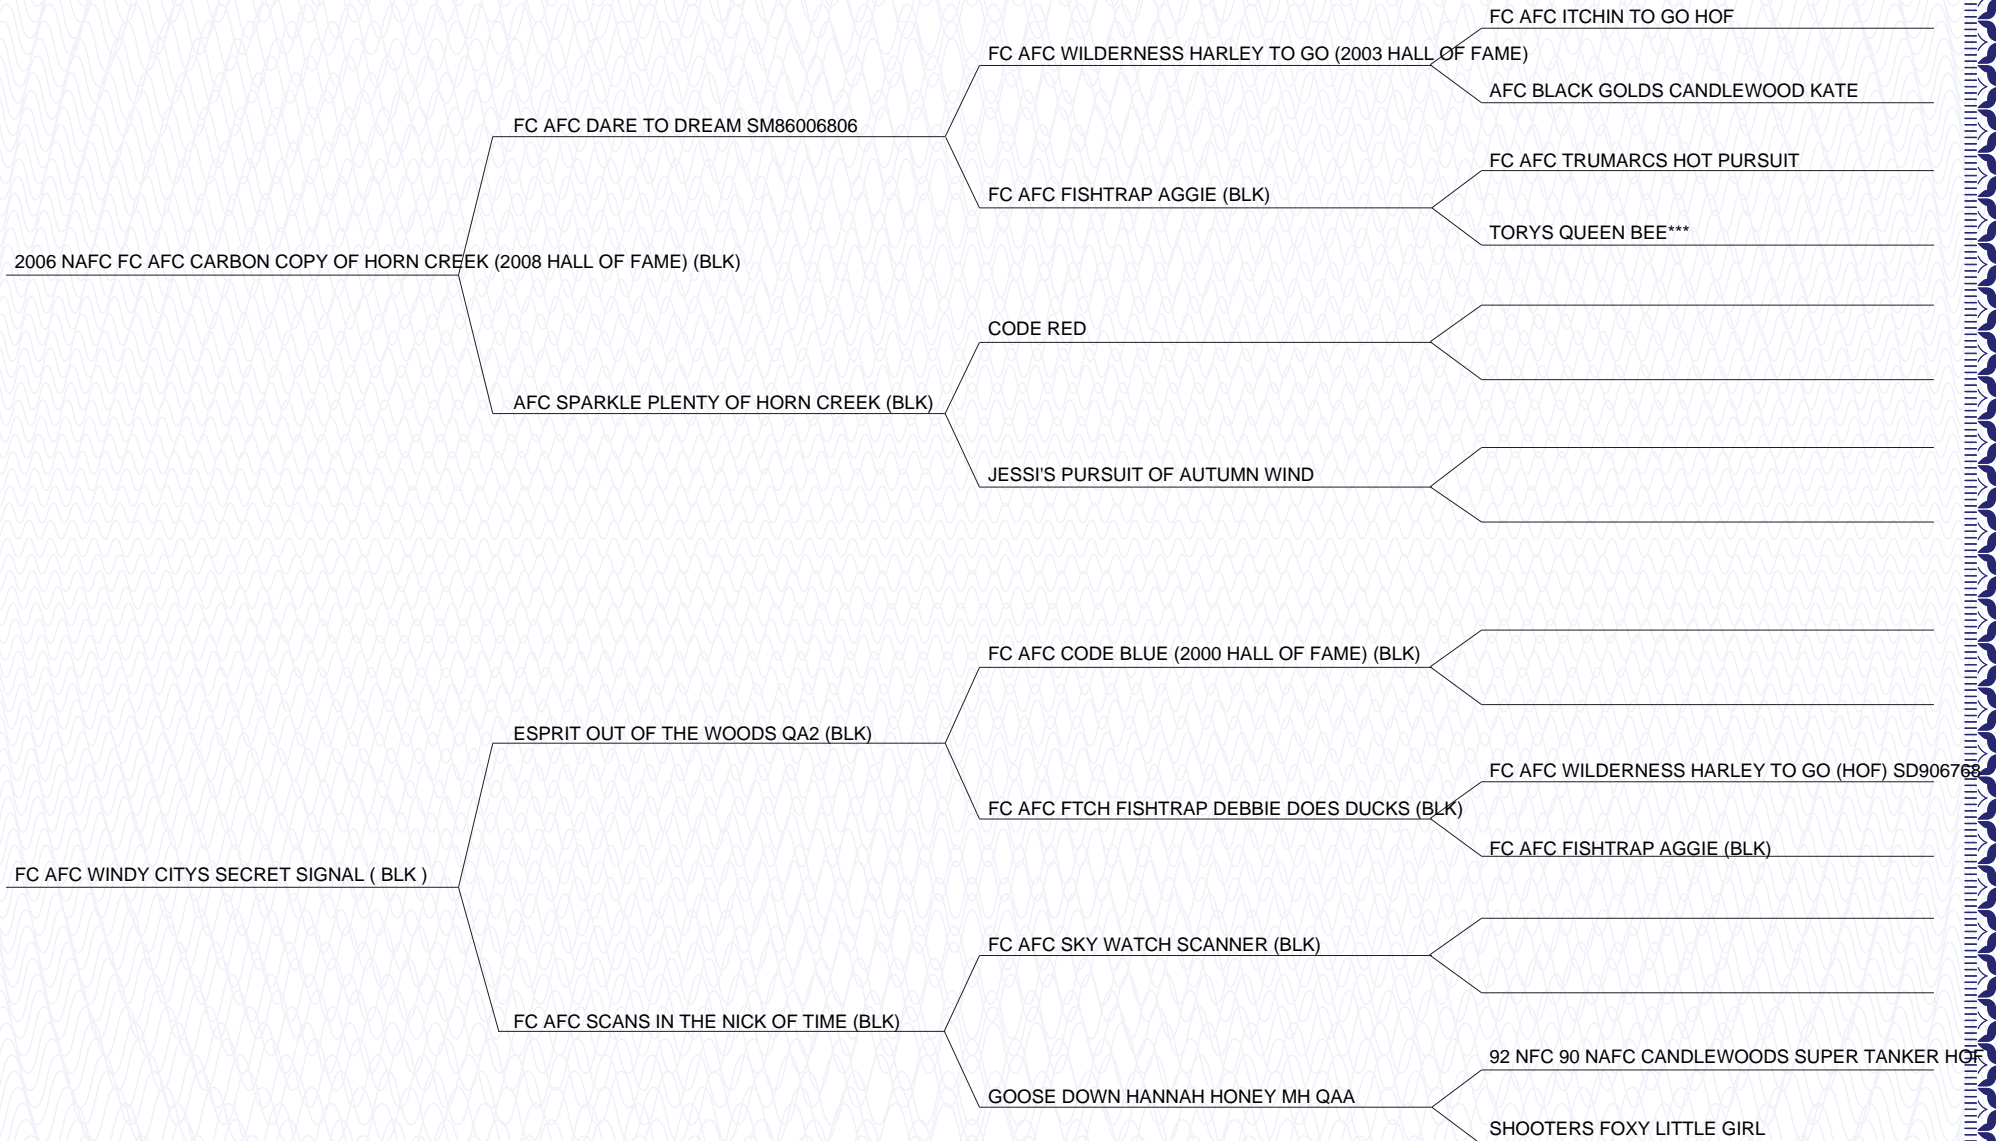 FC AFC ITCHIN TO GO HOF
FC AFC WILDERNESS HARLEY TO GO (2003 HALL OF FAME)
AFC BLACK GOLDS CANDLEWOOD KATE
FC AFC DARE TO DREAM SM86006806
FC AFC TRUMARCS HOT PURSUIT
FC AFC FISHTRAP AGGIE (BLK)
TORYS QUEEN BEE***
2006 NAFC FC AFC CARBON COPY OF HORN CREEK (2008 HALL OF FAME) (BLK)
CODE RED
AFC SPARKLE PLENTY OF HORN CREEK (BLK)
JESSI'S PURSUIT OF AUTUMN WIND
FC AFC CODE BLUE (2000 HALL OF FAME) (BLK)
ESPRIT OUT OF THE WOODS QA2 (BLK)
FC AFC WILDERNESS HARLEY TO GO (HOF) SD906768
FC AFC FTCH FISHTRAP DEBBIE DOES DUCKS (BLK)
FC AFC FISHTRAP AGGIE (BLK)
FC AFC WINDY CITYS SECRET SIGNAL ( BLK )
FC AFC SKY WATCH SCANNER (BLK)
FC AFC SCANS IN THE NICK OF TIME (BLK)
92 NFC 90 NAFC CANDLEWOODS SUPER TANKER HOF
GOOSE DOWN HANNAH HONEY MH QAA
SHOOTERS FOXY LITTLE GIRL